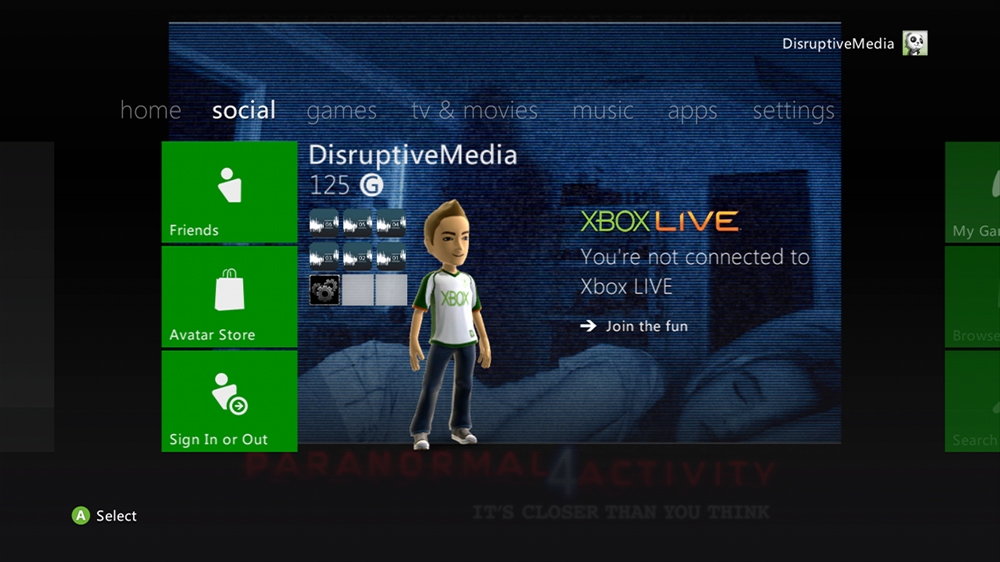 DisruptiveMedia
home social games tv & movies music apps settings
DisruptiveMedia
125 G
Friends
XBOX LIVE
You're not connected to
Xbox LIVE
Join the fun
Avatar Store
Sign In or Out
XBOX
My Ga
Browse
Search
PARANORMAL 4 ACTIVITY
IT'S CLOSER THAN YOU THINK
A Select